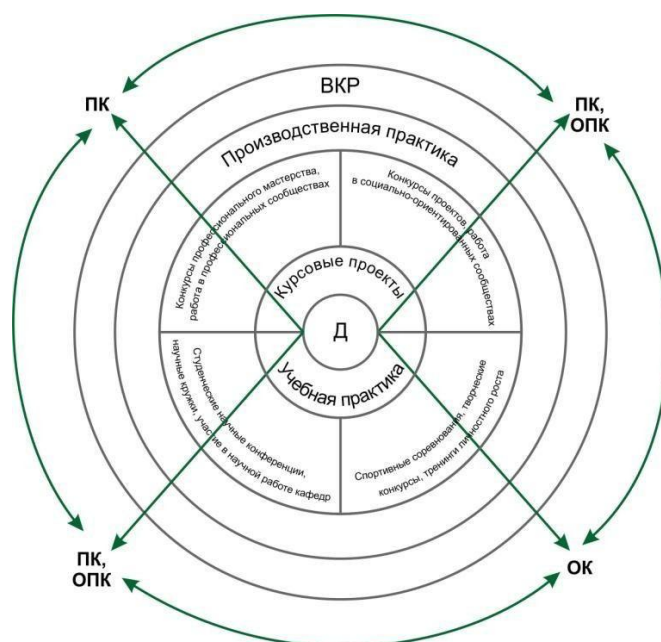 ВКР
ПК
ПК,
ОПК
Производственная практика
Конкурсы профессионального мастерства,
работа в профессиональных сообществах
Конкурсы проектов, работа
в социально-ориентированных сообществах
Курсовые проекты
Д
Учебная практика
Студенческие научные конференции,
научные кружки, участие в научной работе кафедр
Спортивные соревнования, творческие
конкурсы, тренинги личностного роста
ПК,
ОПК
ОК